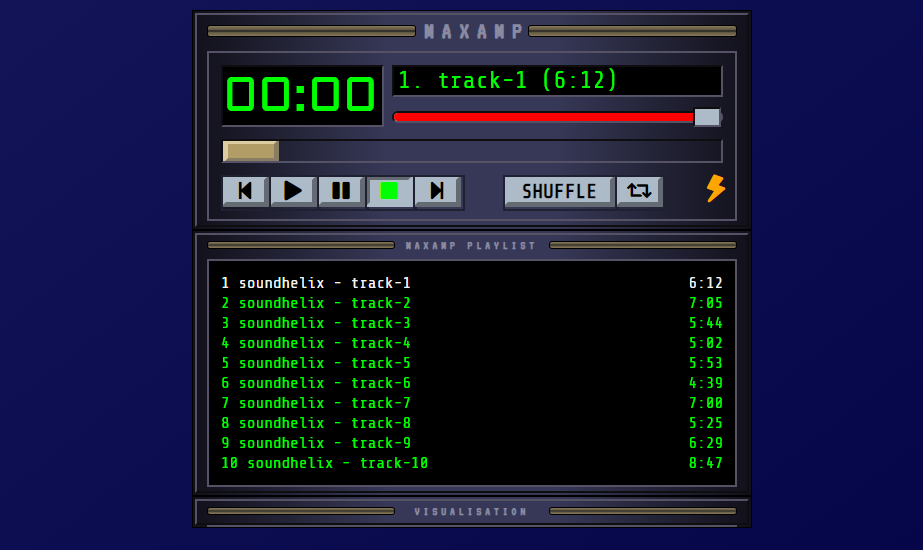 MAXAMP
00:00
1. track-1 (6:12)
SHUFFLE
MAXAMP PLAYLIST
1 soundhelix - track-1 6:12
2 soundhelix - track-2 7:05
3 soundhelix - track-3 5:44
4 soundhelix - track-4 5:02
5 soundhelix - track-5 5:53
6 soundhelix - track-6 4:39
7 soundhelix - track-7 7:00
8 soundhelix - track-8 5:25
9 soundhelix - track-9 6:29
10 soundhelix - track-10 8:47
VISUALISATION